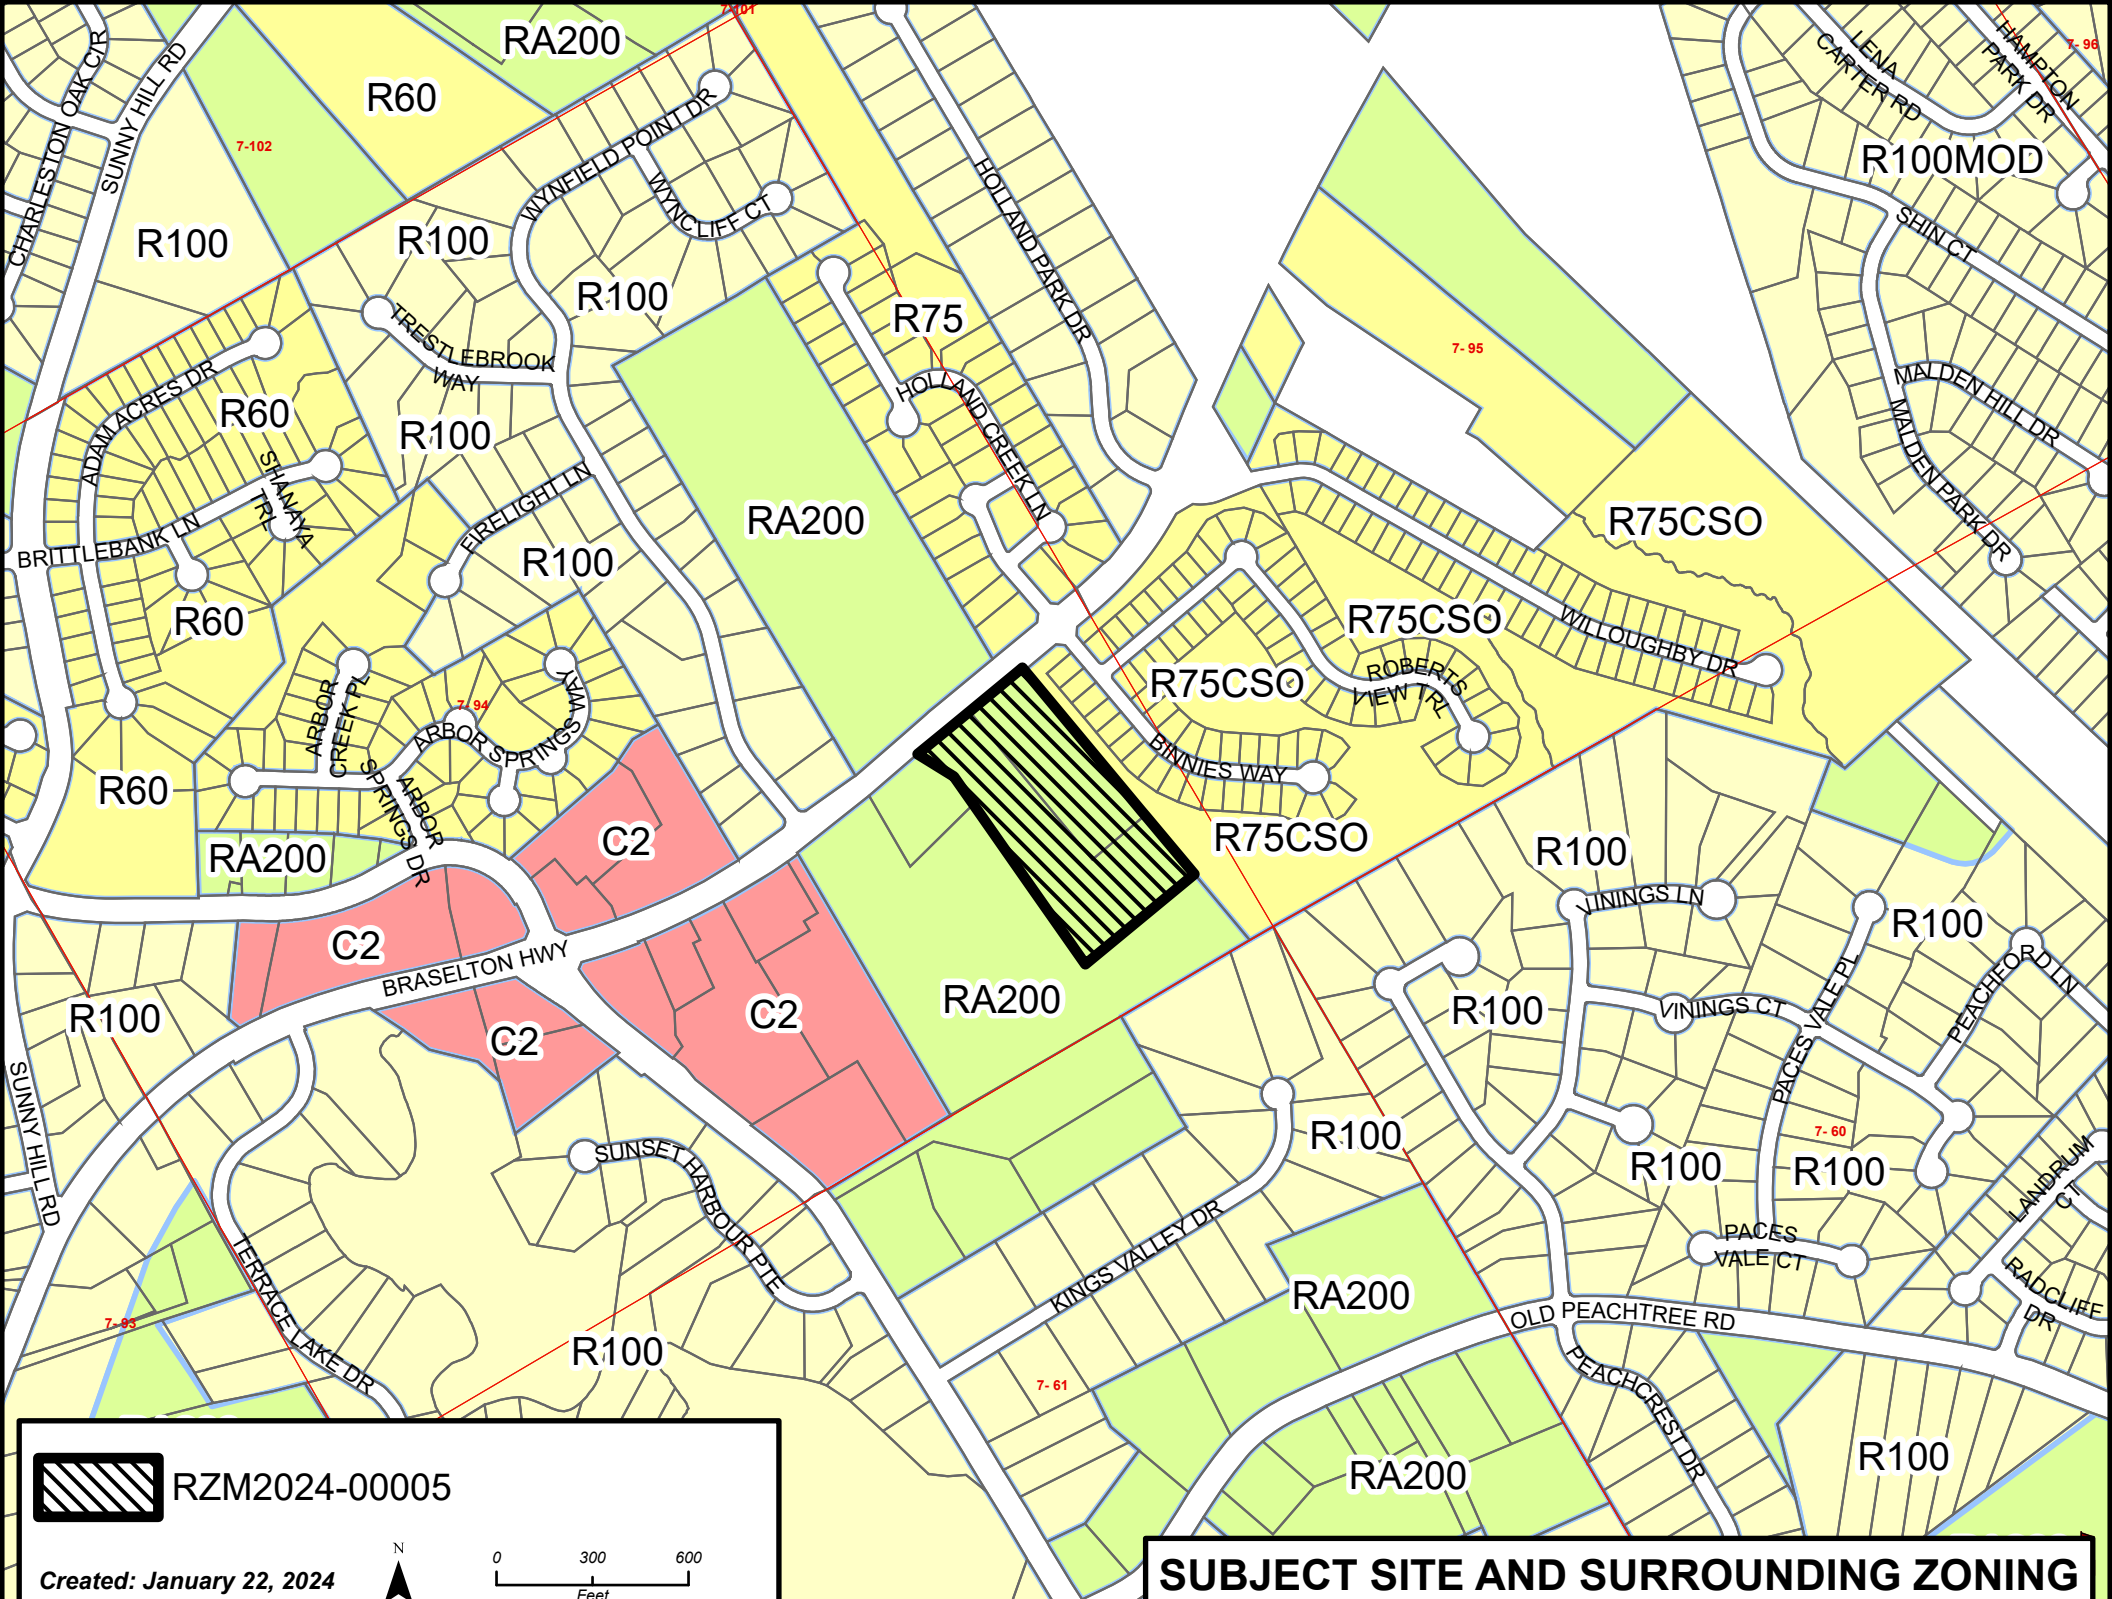 7-101
RA200
R60
7-102
CHARLESTON OAK CIR
SUNNY HILL RD
R100
R100
WYNFIELD POINT DR
WYNCLIFF CT
R100
HOLLAND PARK DR
LENA
CARTER RD
HAMPTON
PARK DR
7- 96
R100MOD
SHIN CT
TRESTLEBROOK
WAY
R75
HOLLAND CREEK LN
7- 95
MALDEN HILL DR
MALDEN PARK DR
ADAM ACRES DR
R60
R100
SHANAYA
TRL
BRITTLEBANK LN
FIRELIGHT LN
R100
RA200
R75CSO
R60
R75CSO
WILLOUGHBY DR
ROBERTS
VIEW TRL
R75CSO
BINNIES WAY
R75CSO
ARBOR
CREEK PL
7- 94
ARBOR SPRINGS WAY
ARBOR
SPRINGS DR
R60
RA200
C2
C2
BRASELTON HWY
C2
C2
RA200
R100
VININGS LN
R100
R100
VININGS CT
PACES VALE PL
PEACHFORD LN
R100
SUNNY HILL RD
SUNSET HARBOUR PTE
KINGS VALLEY DR
R100
R100
7- 60
R100
LANDRUM
CT
PACES
VALE CT
RADCLIFF
DR
RA200
OLD PEACHTREE RD
TERRACE LAKE DR
7- 93
R100
7- 61
PEACHCREST DR
RA200
R100
RZM2024-00005
Created: January 22, 2024
N
0 300 600
Feet
SUBJECT SITE AND SURROUNDING ZONING